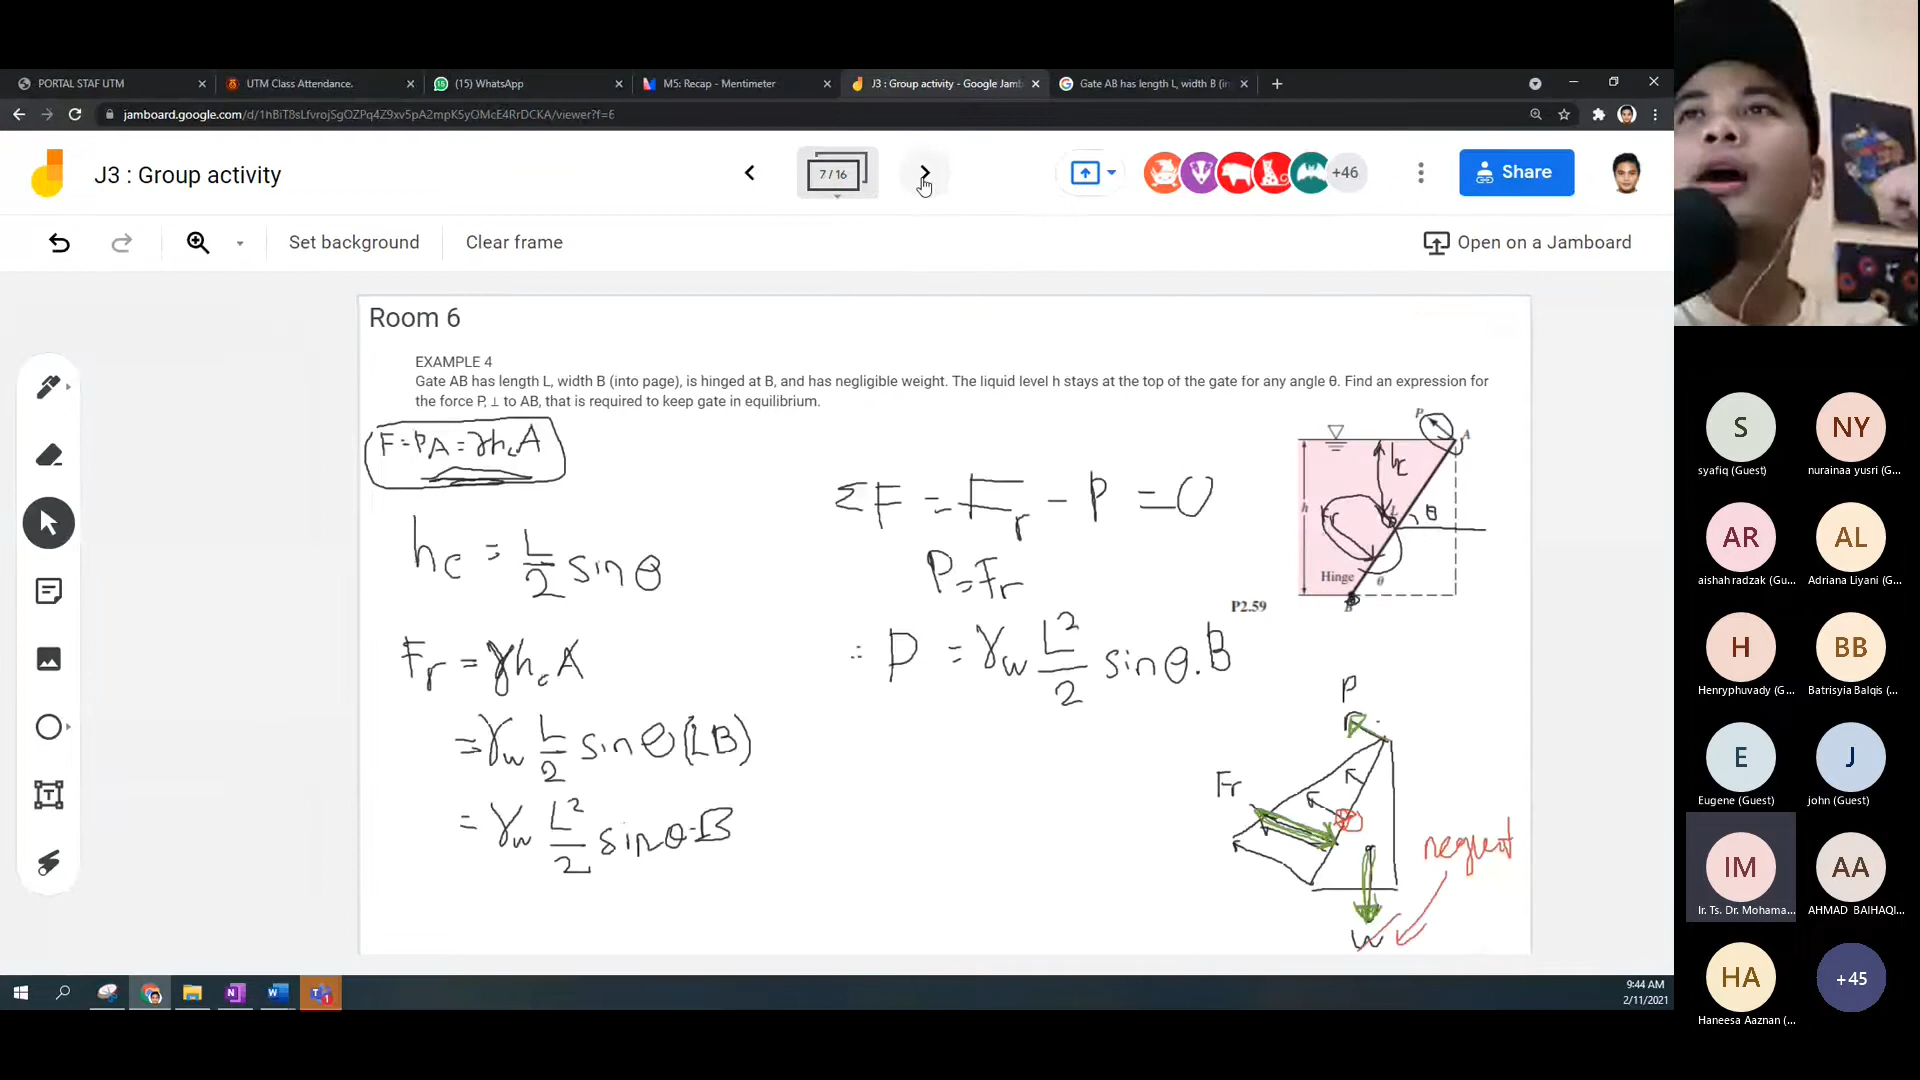 PORTAL STAF UTM
UTM Class Attendance.
(15) WhatsApp
M5: Recap - Mentimeter
J3 : Group activity - Google Jamb
Gate AB has length L, width B (in
jamboard.google.com/d/1hBiT8sLfvrojSgOZPq4Z9xv5pA2mpK5yOMcE4RrDCKA/viewer?f=6
J3 : Group activity
7 / 16
+46
Share
Set background
Clear frame
Open on a Jamboard
Room 6
EXAMPLE 4
Gate AB has length L, width B (into page), is hinged at B, and has negligible weight. The liquid level h stays at the top of the gate for any angle θ. Find an expression for
the force P, ⊥ to AB, that is required to keep gate in equilibrium.
F = PA = γh꜀A
hc = L/2 sin θ
Fr = γhcA
= γw L/2 sin θ (LB)
= γw L²/2 sin θ · B
ΣF = Fr - P = 0
P = Fr
∴ P = γw L²/2 sin θ · B
P
A
hc
h
L
θ
Fr
Hinge
θ
B
P2.59
P
Fr
W
S
syafiq (Guest)
NY
nurainaa yusri (G...
AR
aishah radzak (Gu...
AL
Adriana Liyani (G...
H
Henryphuvady (G...
BB
Batrisyia Balqis (...
E
Eugene (Guest)
J
john (Guest)
IM
Ir. Ts. Dr. Mohama...
AA
AHMAD BAIHAQI...
HA
Haneesa Aaznan (...
+45
9:44 AM
2/11/2021